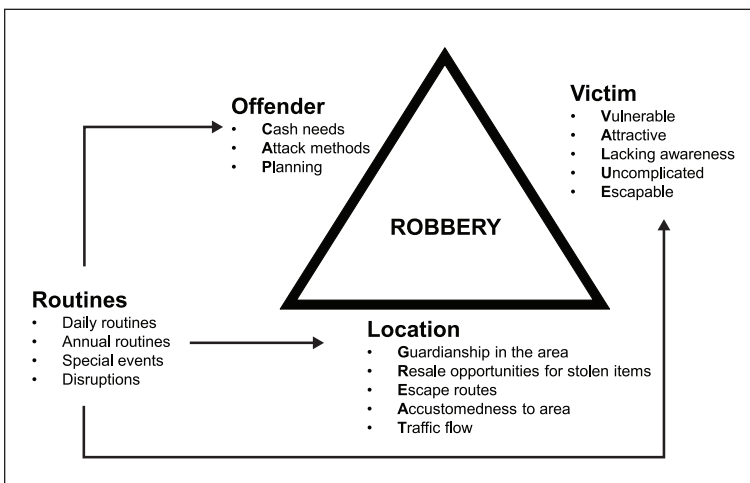 Offender
• Cash needs
• Attack methods
• Planning
Victim
• Vulnerable
• Attractive
• Lacking awareness
• Uncomplicated
• Escapable
ROBBERY
Routines
• Daily routines
• Annual routines
• Special events
• Disruptions
Location
• Guardianship in the area
• Resale opportunities for stolen items
• Escape routes
• Accustomedness to area
• Traffic flow